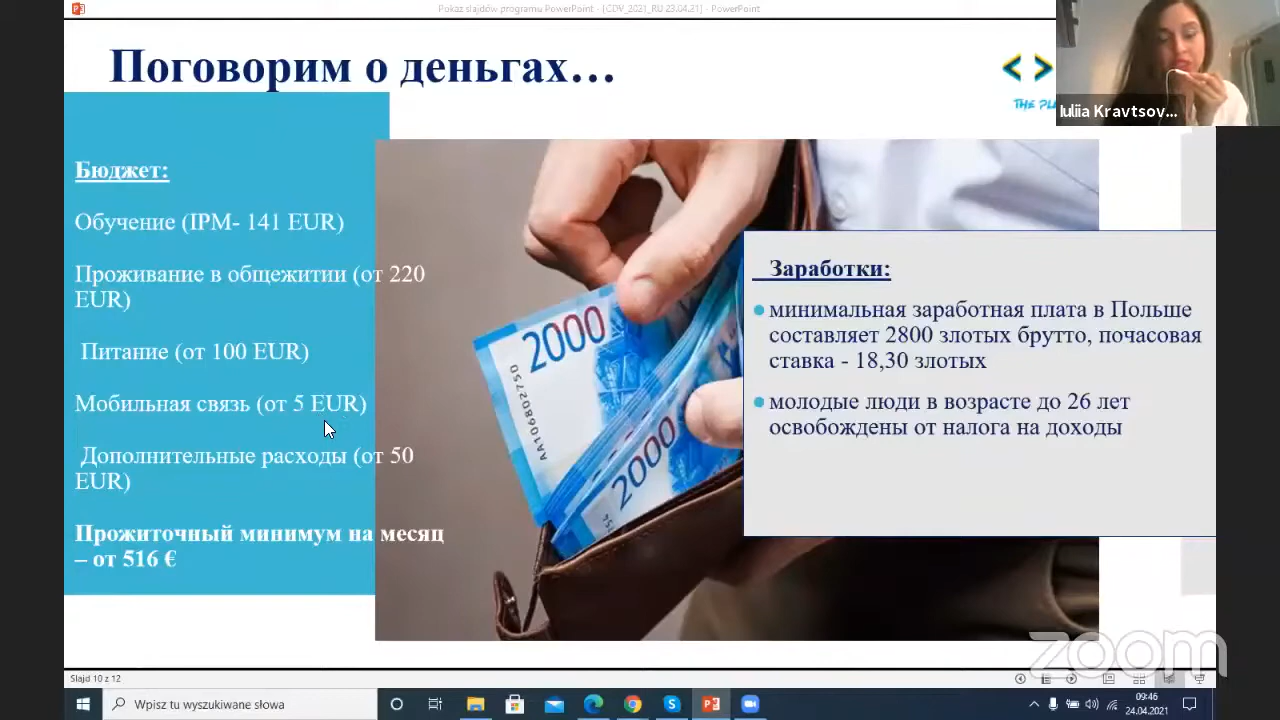 Pokaz slajdów programu PowerPoint - [CDV_2021_RU 23.04.21] - PowerPoint
Поговорим о деньгах...
< >
Iuliia Kravtsov...
Бюджет:
Обучение (IPM- 141 EUR)
Проживание в общежитии (от 220
EUR)
Питание (от 100 EUR)
Мобильная связь (от 5 EUR)
Дополнительные расходы (от 50
EUR)
Прожиточный минимум на месяц
– от 516 €
2000
АА106802750
2000
Заработки:
минимальная заработная плата в Польше
составляет 2800 злотых брутто, почасовая
ставка - 18,30 злотых
молодые люди в возрасте до 26 лет
освобождены от налога на доходы
zoom
Slajd 10 z 12
Wpisz tu wyszukiwane słowa
09:46
24.04.2021